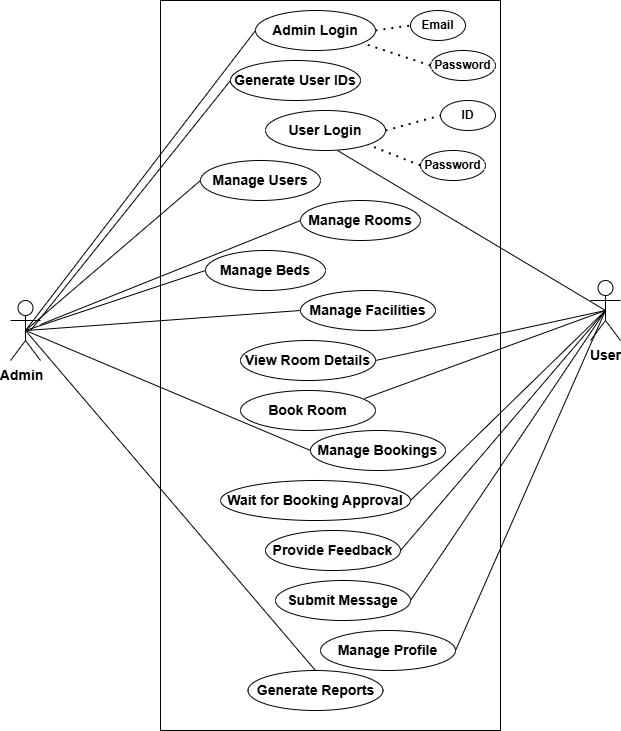 Admin Login
Email
Password
Generate User IDs
ID
User Login
Password
Manage Users
Manage Rooms
Manage Beds
Manage Facilities
View Room Details
User
Admin
Book Room
Manage Bookings
Wait for Booking Approval
Provide Feedback
Submit Message
Manage Profile
Generate Reports